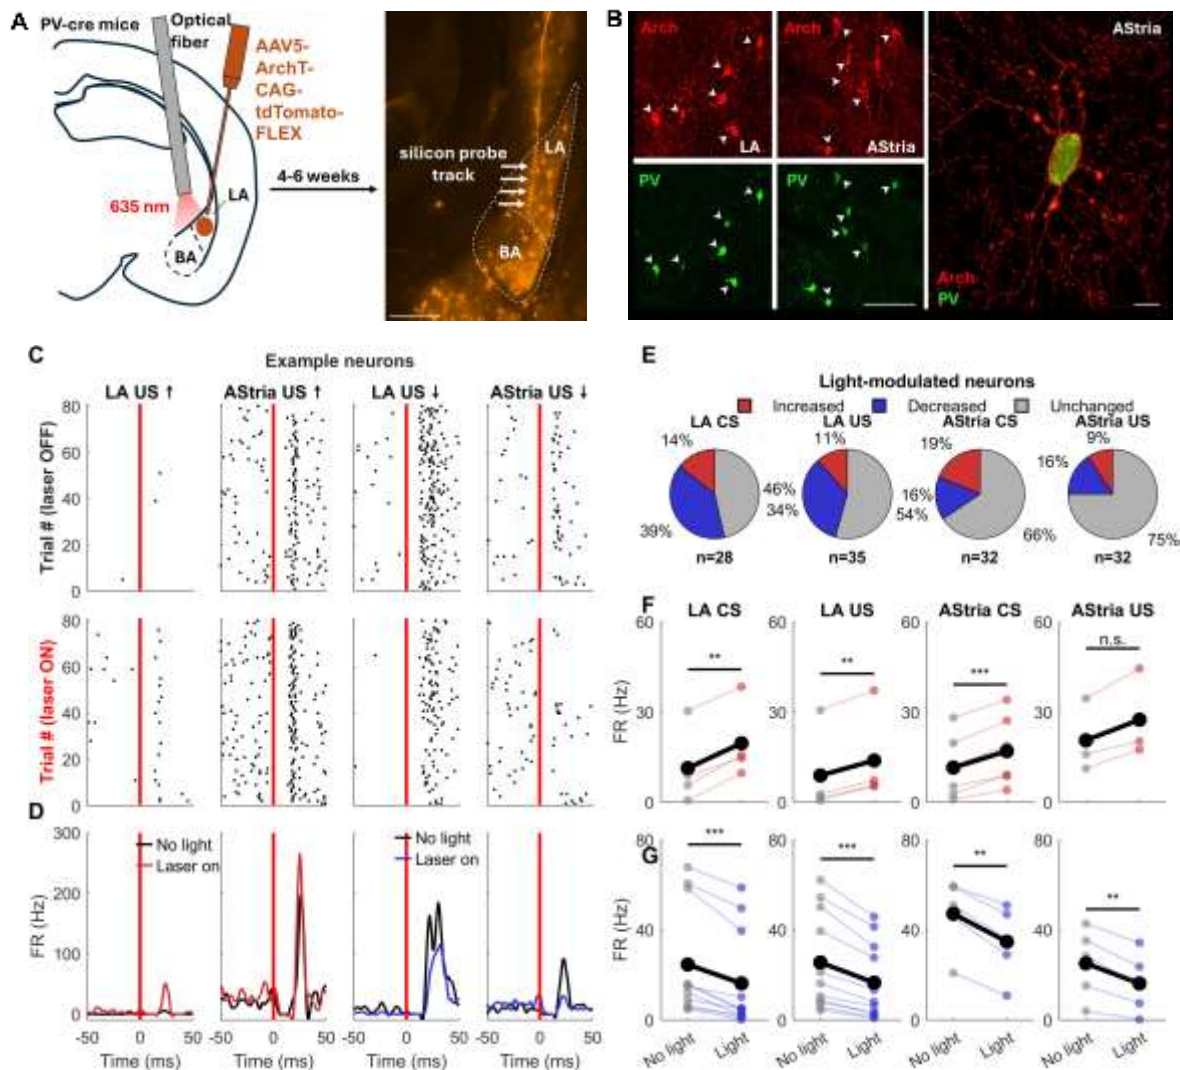 A
PV-cre mice
Optical
fiber
AAV5-
ArchT-
CAG-
tdTomato-
FLEX
635 nm
LA
BA
4-6 weeks
silicon probe
track
LA
BA
B
Arch
LA
Arch
AStria
PV
PV
AStria
Arch
PV
C
Example neurons
LA US ↑
AStria US ↑
LA US ↓
AStria US ↓
Trial # (laser OFF)
80
60
40
20
0
Trial # (laser ON)
80
60
40
20
0
D
FR (Hz)
300
200
100
0
No light
Laser on
No light
Laser on
-50 0 50
-50 0 50
-50 0 50
-50 0 50
Time (ms)
Time (ms)
Time (ms)
Time (ms)
E
Light-modulated neurons
Increased
Decreased
Unchanged
LA CS
14%
39%
46%
n=28
LA US
11%
34%
54%
n=35
AStria CS
19%
16%
66%
n=32
AStria US
9%
16%
75%
n=32
F
LA CS
LA US
AStria CS
AStria US
FR (Hz)
60
30
0
60
30
0
60
30
0
60
30
0
**
**
***
n.s.
G
FR (Hz)
80
40
0
80
40
0
80
40
0
80
40
0
***
***
**
**
No light
Light
No light
Light
No light
Light
No light
Light